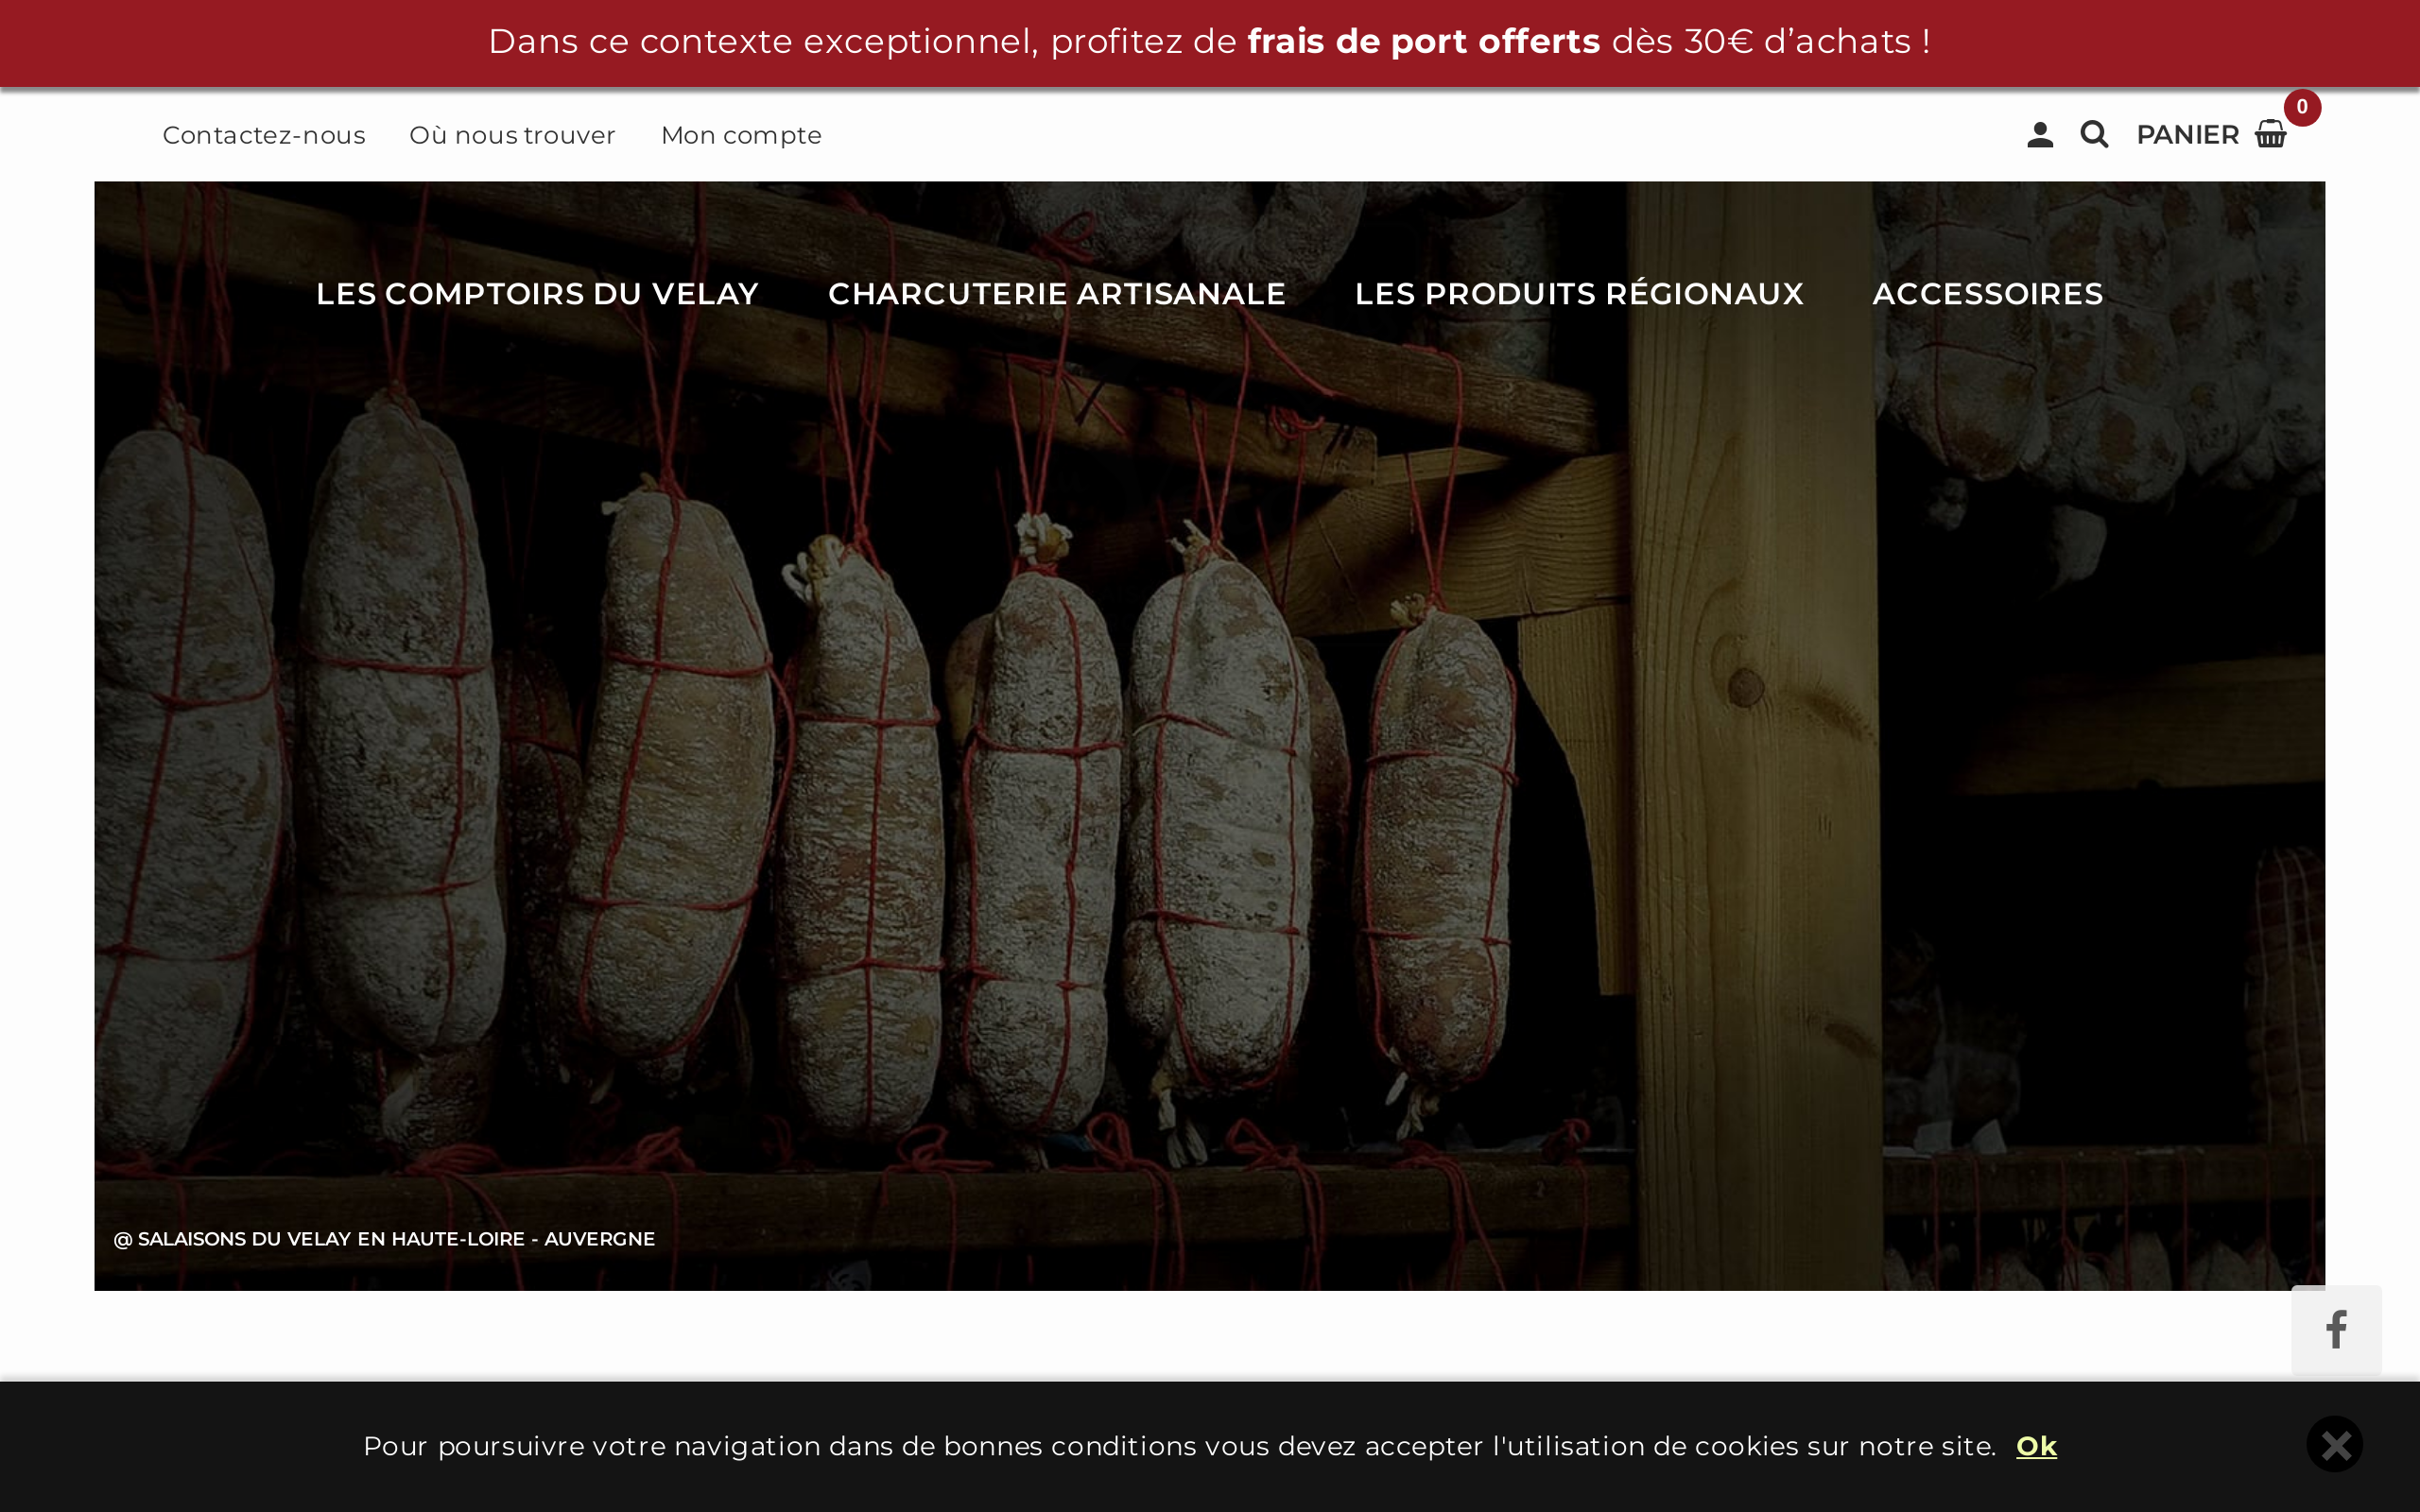 Dans ce contexte exceptionnel, profitez de frais de port offerts dès 30€ d’achats !
Contactez-nous Où nous trouver Mon compte PANIER 0
LES COMPTOIRS DU VELAY CHARCUTERIE ARTISANALE LES PRODUITS RÉGIONAUX ACCESSOIRES
@ SALAISONS DU VELAY EN HAUTE-LOIRE - AUVERGNE
Pour poursuivre votre navigation dans de bonnes conditions vous devez accepter l'utilisation de cookies sur notre site. Ok